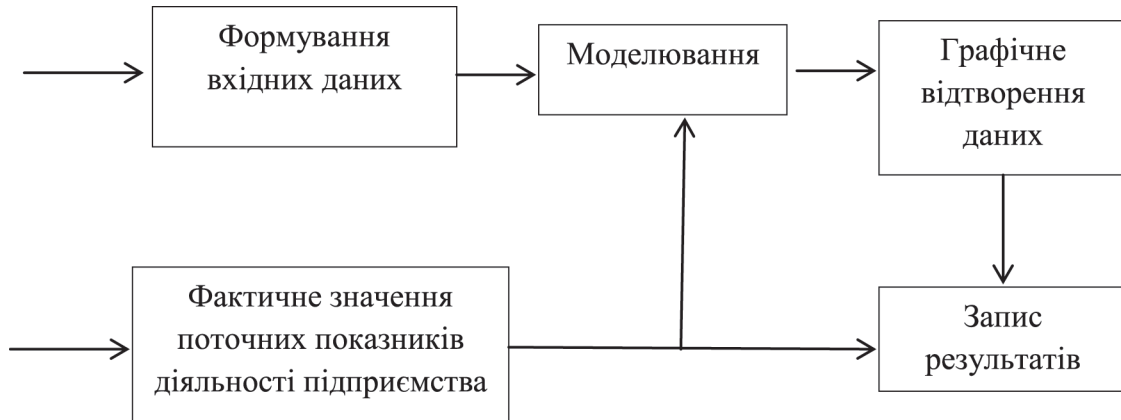 Формування
вхідних даних
Моделювання
Графічне
відтворення
даних
Фактичне значення
поточних показників
діяльності підприємства
Запис
результатів